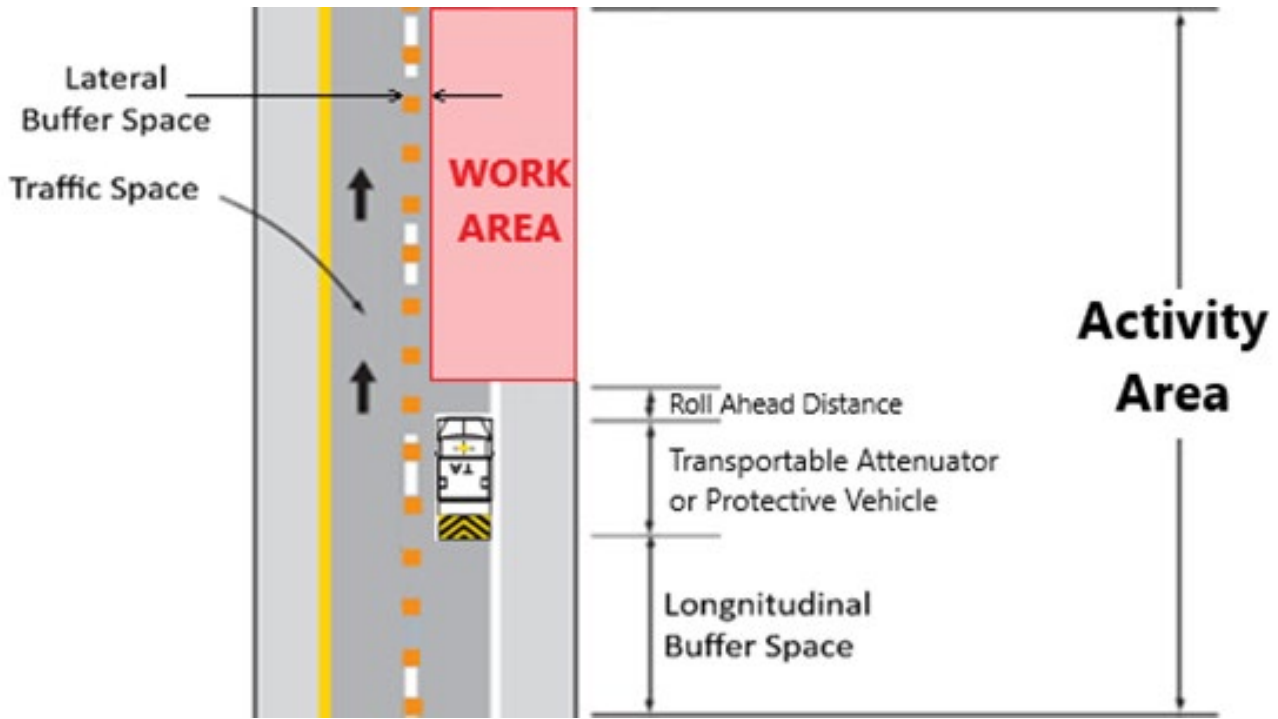 Lateral
Buffer Space
Traffic Space
WORK
AREA
Activity
Area
Roll Ahead Distance
TA
Transportable Attenuator
or Protective Vehicle
Longnitudinal
Buffer Space